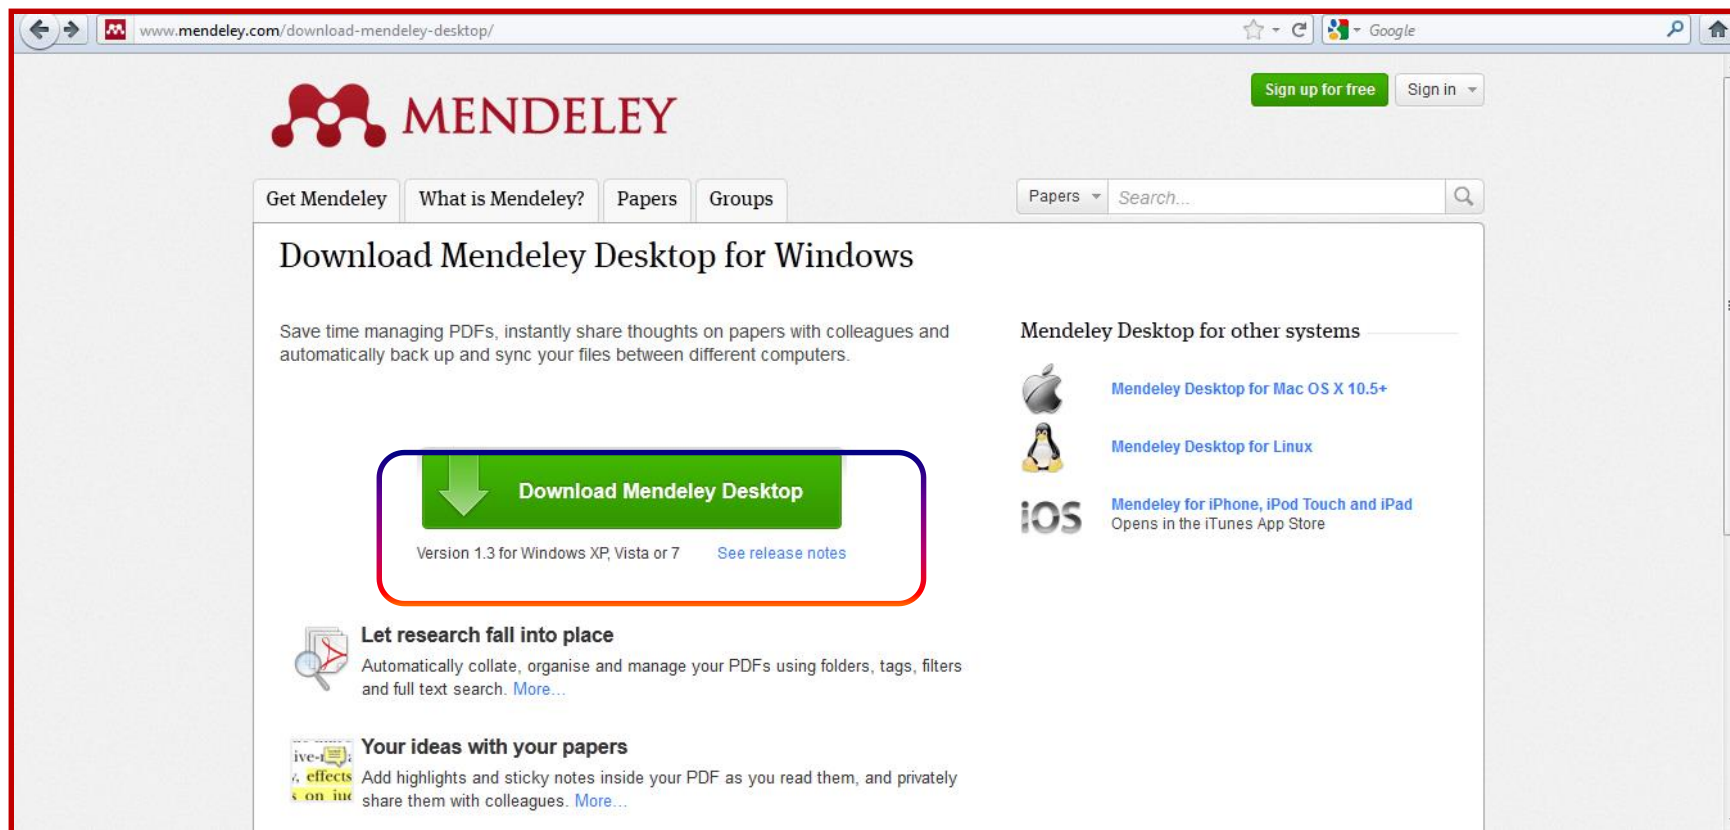 www.mendeley.com/download-mendeley-desktop/
Google
MENDELEY
Sign up for free
Sign in
Get Mendeley
What is Mendeley?
Papers
Groups
Papers
Search...
Download Mendeley Desktop for Windows
Save time managing PDFs, instantly share thoughts on papers with colleagues and
automatically back up and sync your files between different computers.
Download Mendeley Desktop
Version 1.3 for Windows XP, Vista or 7
See release notes
Mendeley Desktop for other systems
Mendeley Desktop for Mac OS X 10.5+
Mendeley Desktop for Linux
iOS
Mendeley for iPhone, iPod Touch and iPad
Opens in the iTunes App Store
Let research fall into place
Automatically collate, organise and manage your PDFs using folders, tags, filters
and full text search. More...
Your ideas with your papers
Add highlights and sticky notes inside your PDF as you read them, and privately
share them with colleagues. More...
effects
on